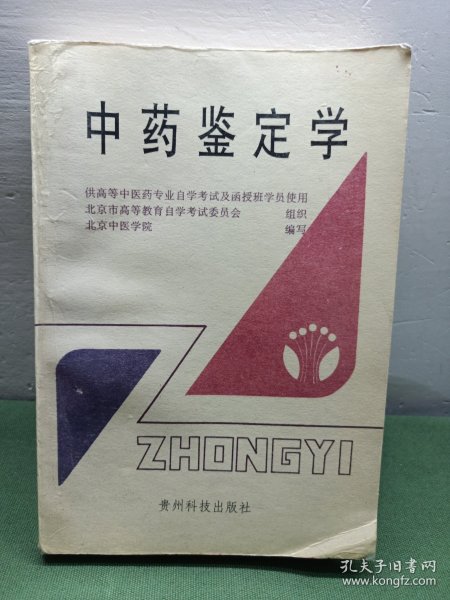 中药鉴定学
供高等中医药专业自学考试及函授班学员使用
北京市高等教育自学考试委员会 组织
北京中医学院 编写
ZHONGYI
贵州科技出版社
孔夫子旧书网
www.kongfz.com